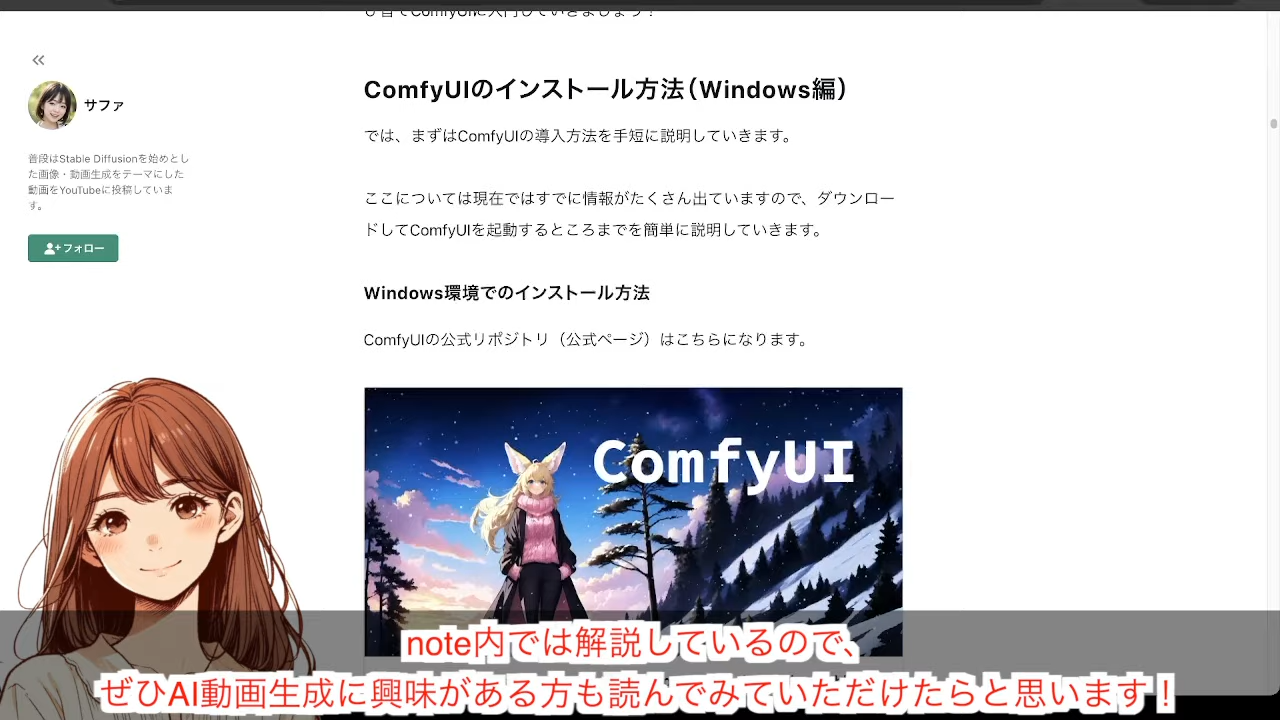 ComfyUIのインストール方法（Windows編）
サファ
では、まずはComfyUIの導入方法を手短に説明していきます。
普段はStable Diffusionを始めとし
た画像・動画生成をテーマにした
動画をYouTubeに投稿していま
す。
ここについては現在ではすでに情報がたくさん出ていますので、ダウンロー
ドしてComfyUIを起動するところまでを簡単に説明していきます。
フォロー
Windows環境でのインストール方法
ComfyUIの公式リポジトリ（公式ページ）はこちらになります。
ComfyUI
note内では解説しているので、
ぜひAI動画生成に興味がある方も読んでみていただけたらと思います！